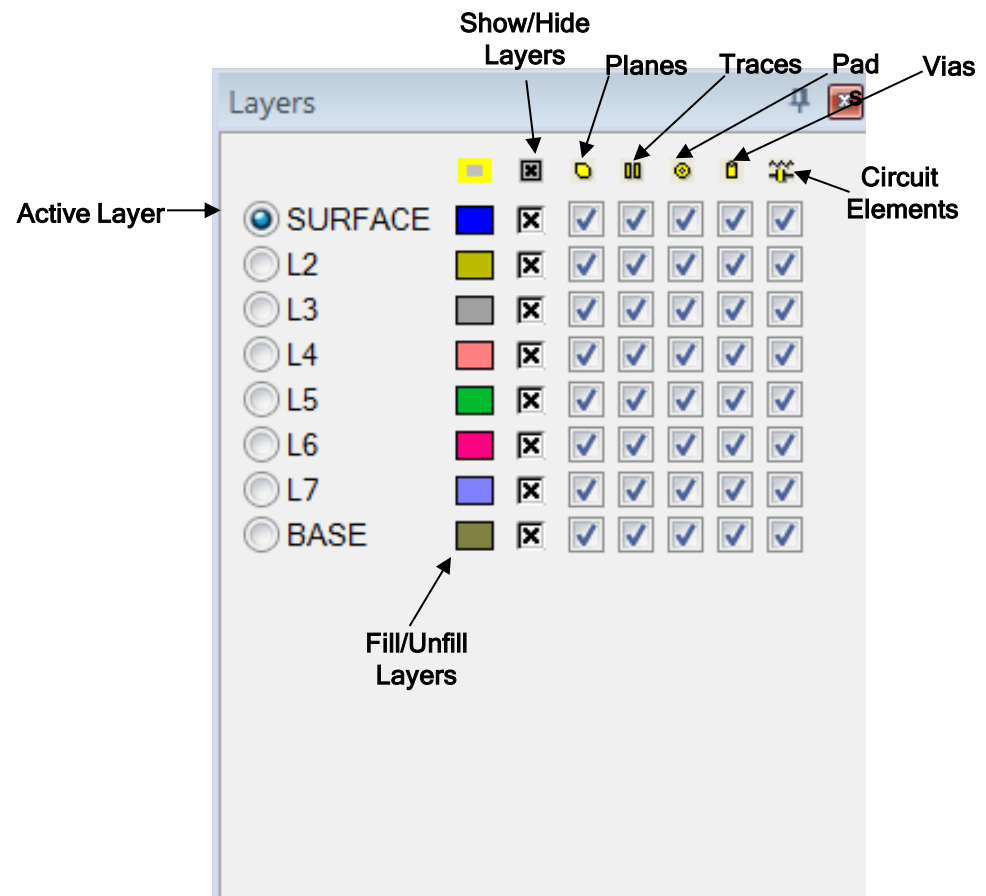 Show/Hide
Layers
Planes
Traces
Pad
s
Vias
Layers
Circuit
Elements
Active Layer
SURFACE
L2
L3
L4
L5
L6
L7
BASE
Fill/Unfill
Layers